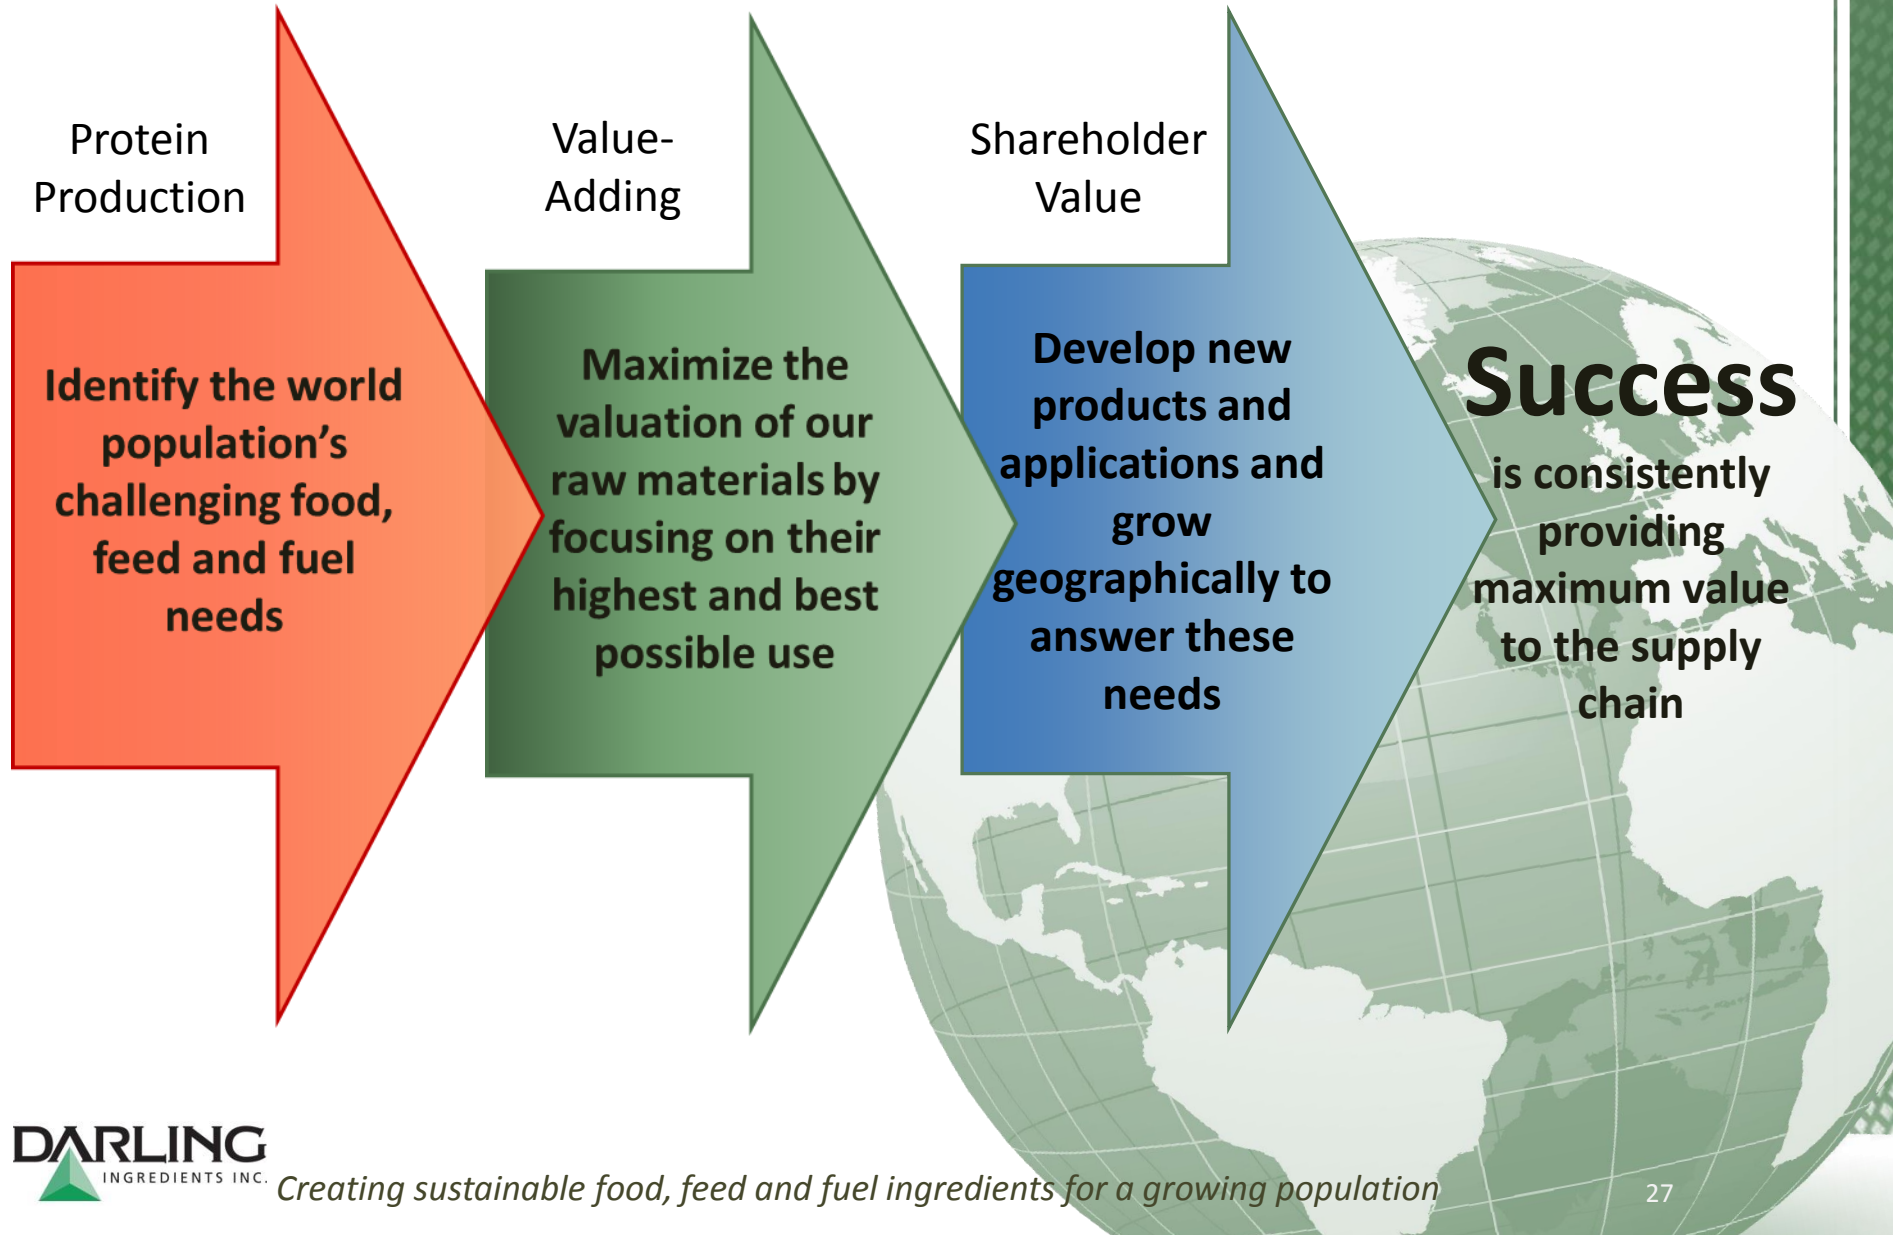 Protein
Production
Identify the world
population’s
challenging food,
feed and fuel
needs
Value-
Adding
Maximize the
valuation of our
raw materials by
focusing on their
highest and best
possible use
Shareholder
Value
Develop new
products and
applications and
grow
geographically to
answer these
needs
Success
is consistently
providing
maximum value
to the supply
chain
DARLING
INGREDIENTS INC.
Creating sustainable food, feed and fuel ingredients for a growing population
27